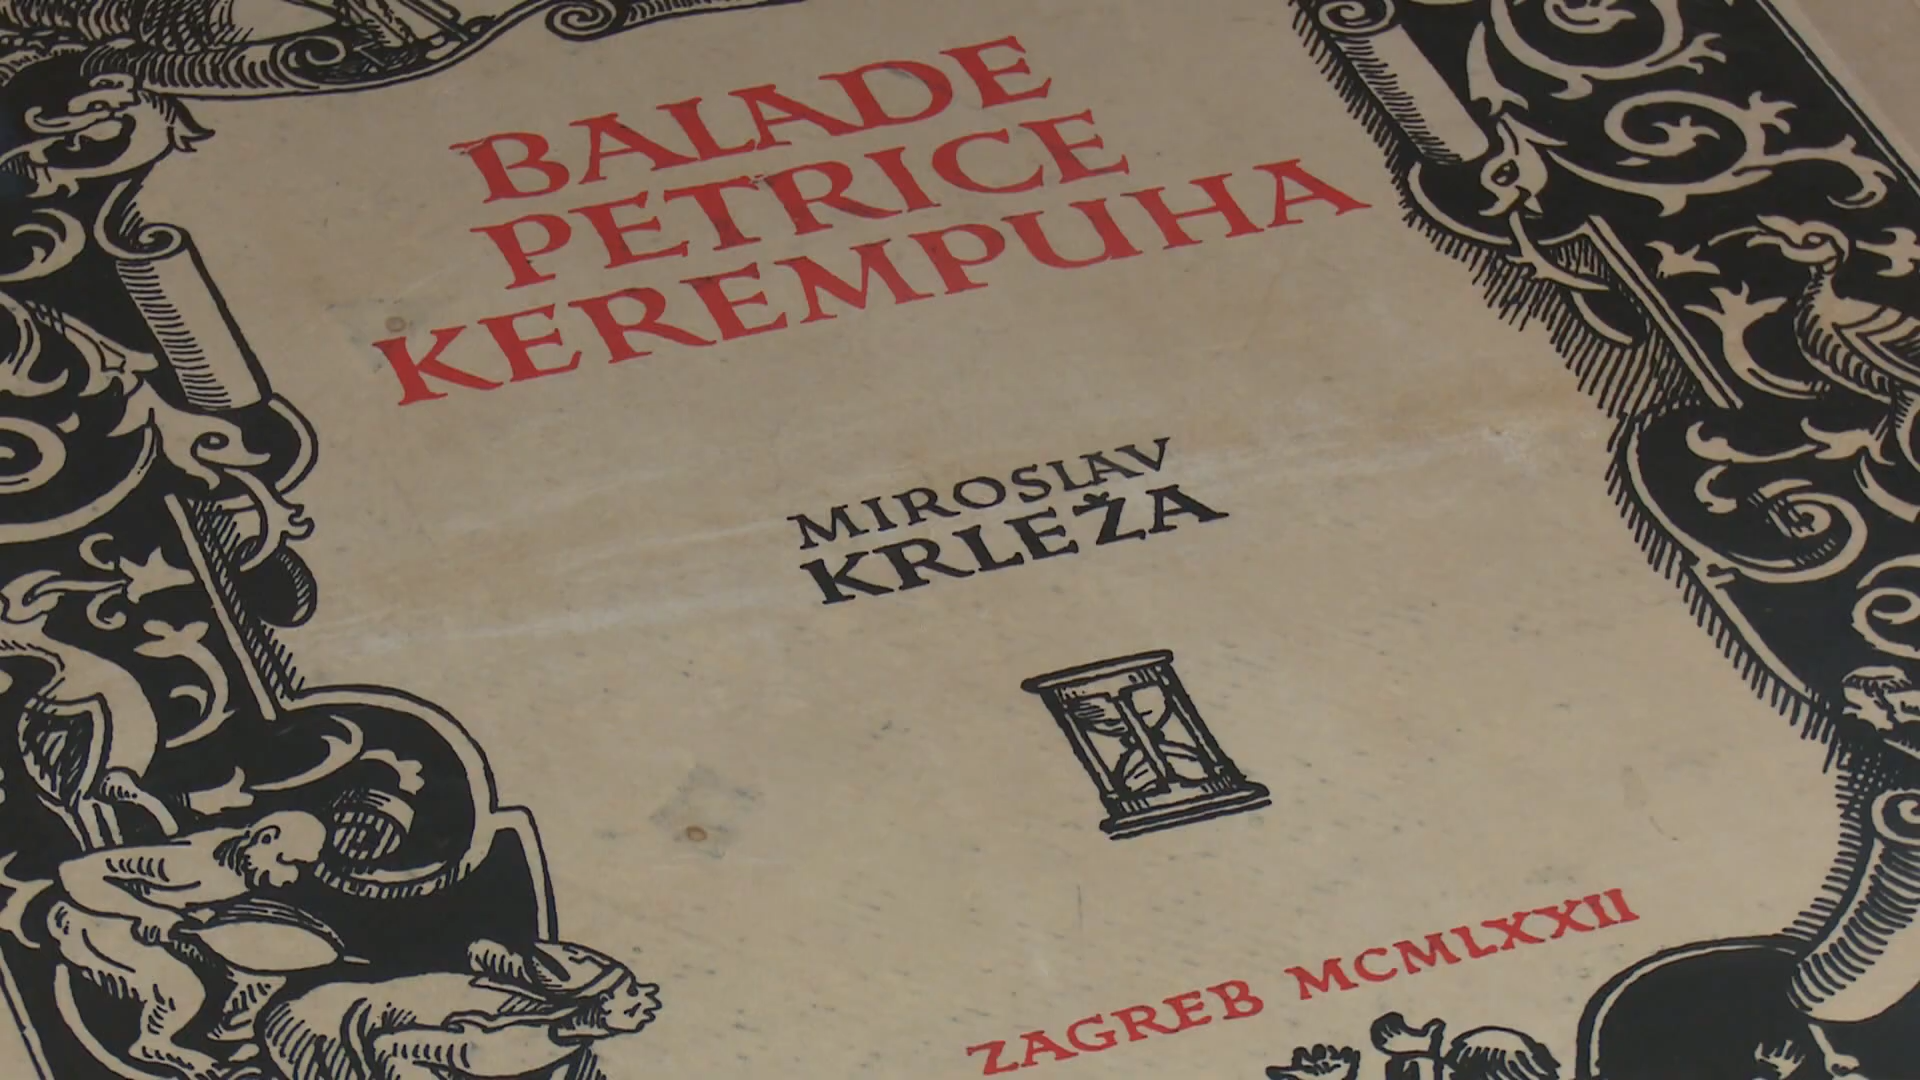 BALADE
PETRICE
KEREMPUHA
MIROSLAV
KRLEŽA
ZAGREB MCMLXXII